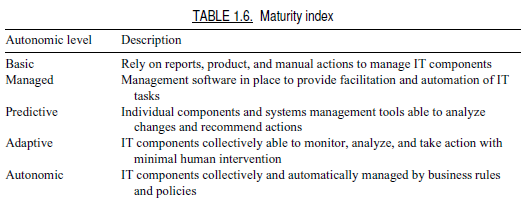 TABLE 1.6. Maturity index
Autonomic level Description
Basic Rely on reports, product, and manual actions to manage IT components
Managed Management software in place to provide facilitation and automation of IT
tasks
Predictive Individual components and systems management tools able to analyze
changes and recommend actions
Adaptive IT components collectively able to monitor, analyze, and take action with
minimal human intervention
Autonomic IT components collectively and automatically managed by business rules
and policies